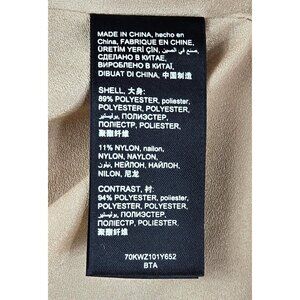 MADE IN CHINA, hecho en
China, FABRIQUE EN CHINE,
ÜRETİM YERİ ÇİN, صنع في الصين,
СДЕЛАНО В КИТАЕ,
ВИРОБЛЕНО В КИТАЇ,
DIBUAT DI CHINA, 中国制造
SHELL, 大身:
89% POLYESTER, poliester,
POLYESTER, POLYESTER,
بوليستر, ПОЛИЭСТЕР,
ПОЛІЕСТР, POLIESTER,
聚酯纤维
11% NYLON, nailon,
NYLON, NAYLON,
نايلون, НЕЙЛОН, НЕЙЛОН,
NILON, 尼龙
CONTRAST, 衬:
94% POLYESTER, poliester,
POLYESTER, POLYESTER,
بوليستر, ПОЛИЭСТЕР,
ПОЛІЕСТР, POLIESTER,
聚酯纤维
70KWZ101Y652
BTA